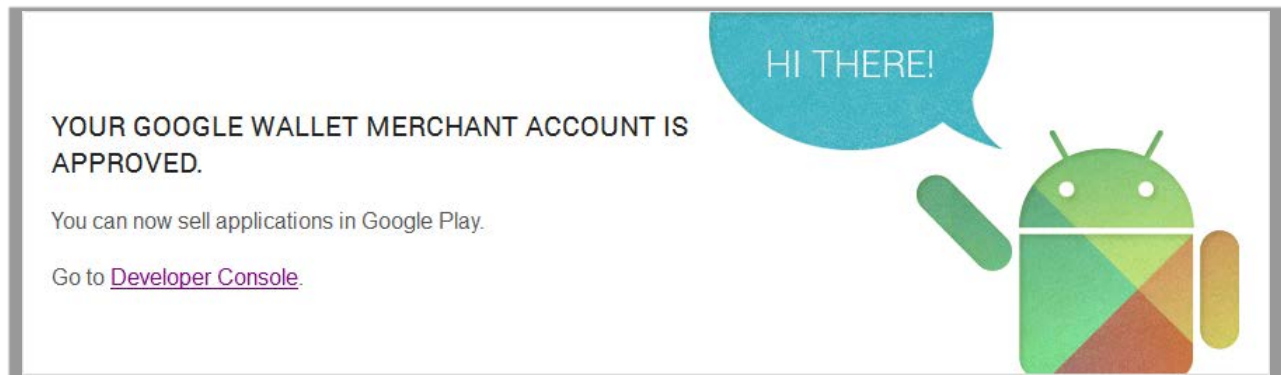 HI THERE!
YOUR GOOGLE WALLET MERCHANT ACCOUNT IS
APPROVED.
You can now sell applications in Google Play.
Go to Developer Console.